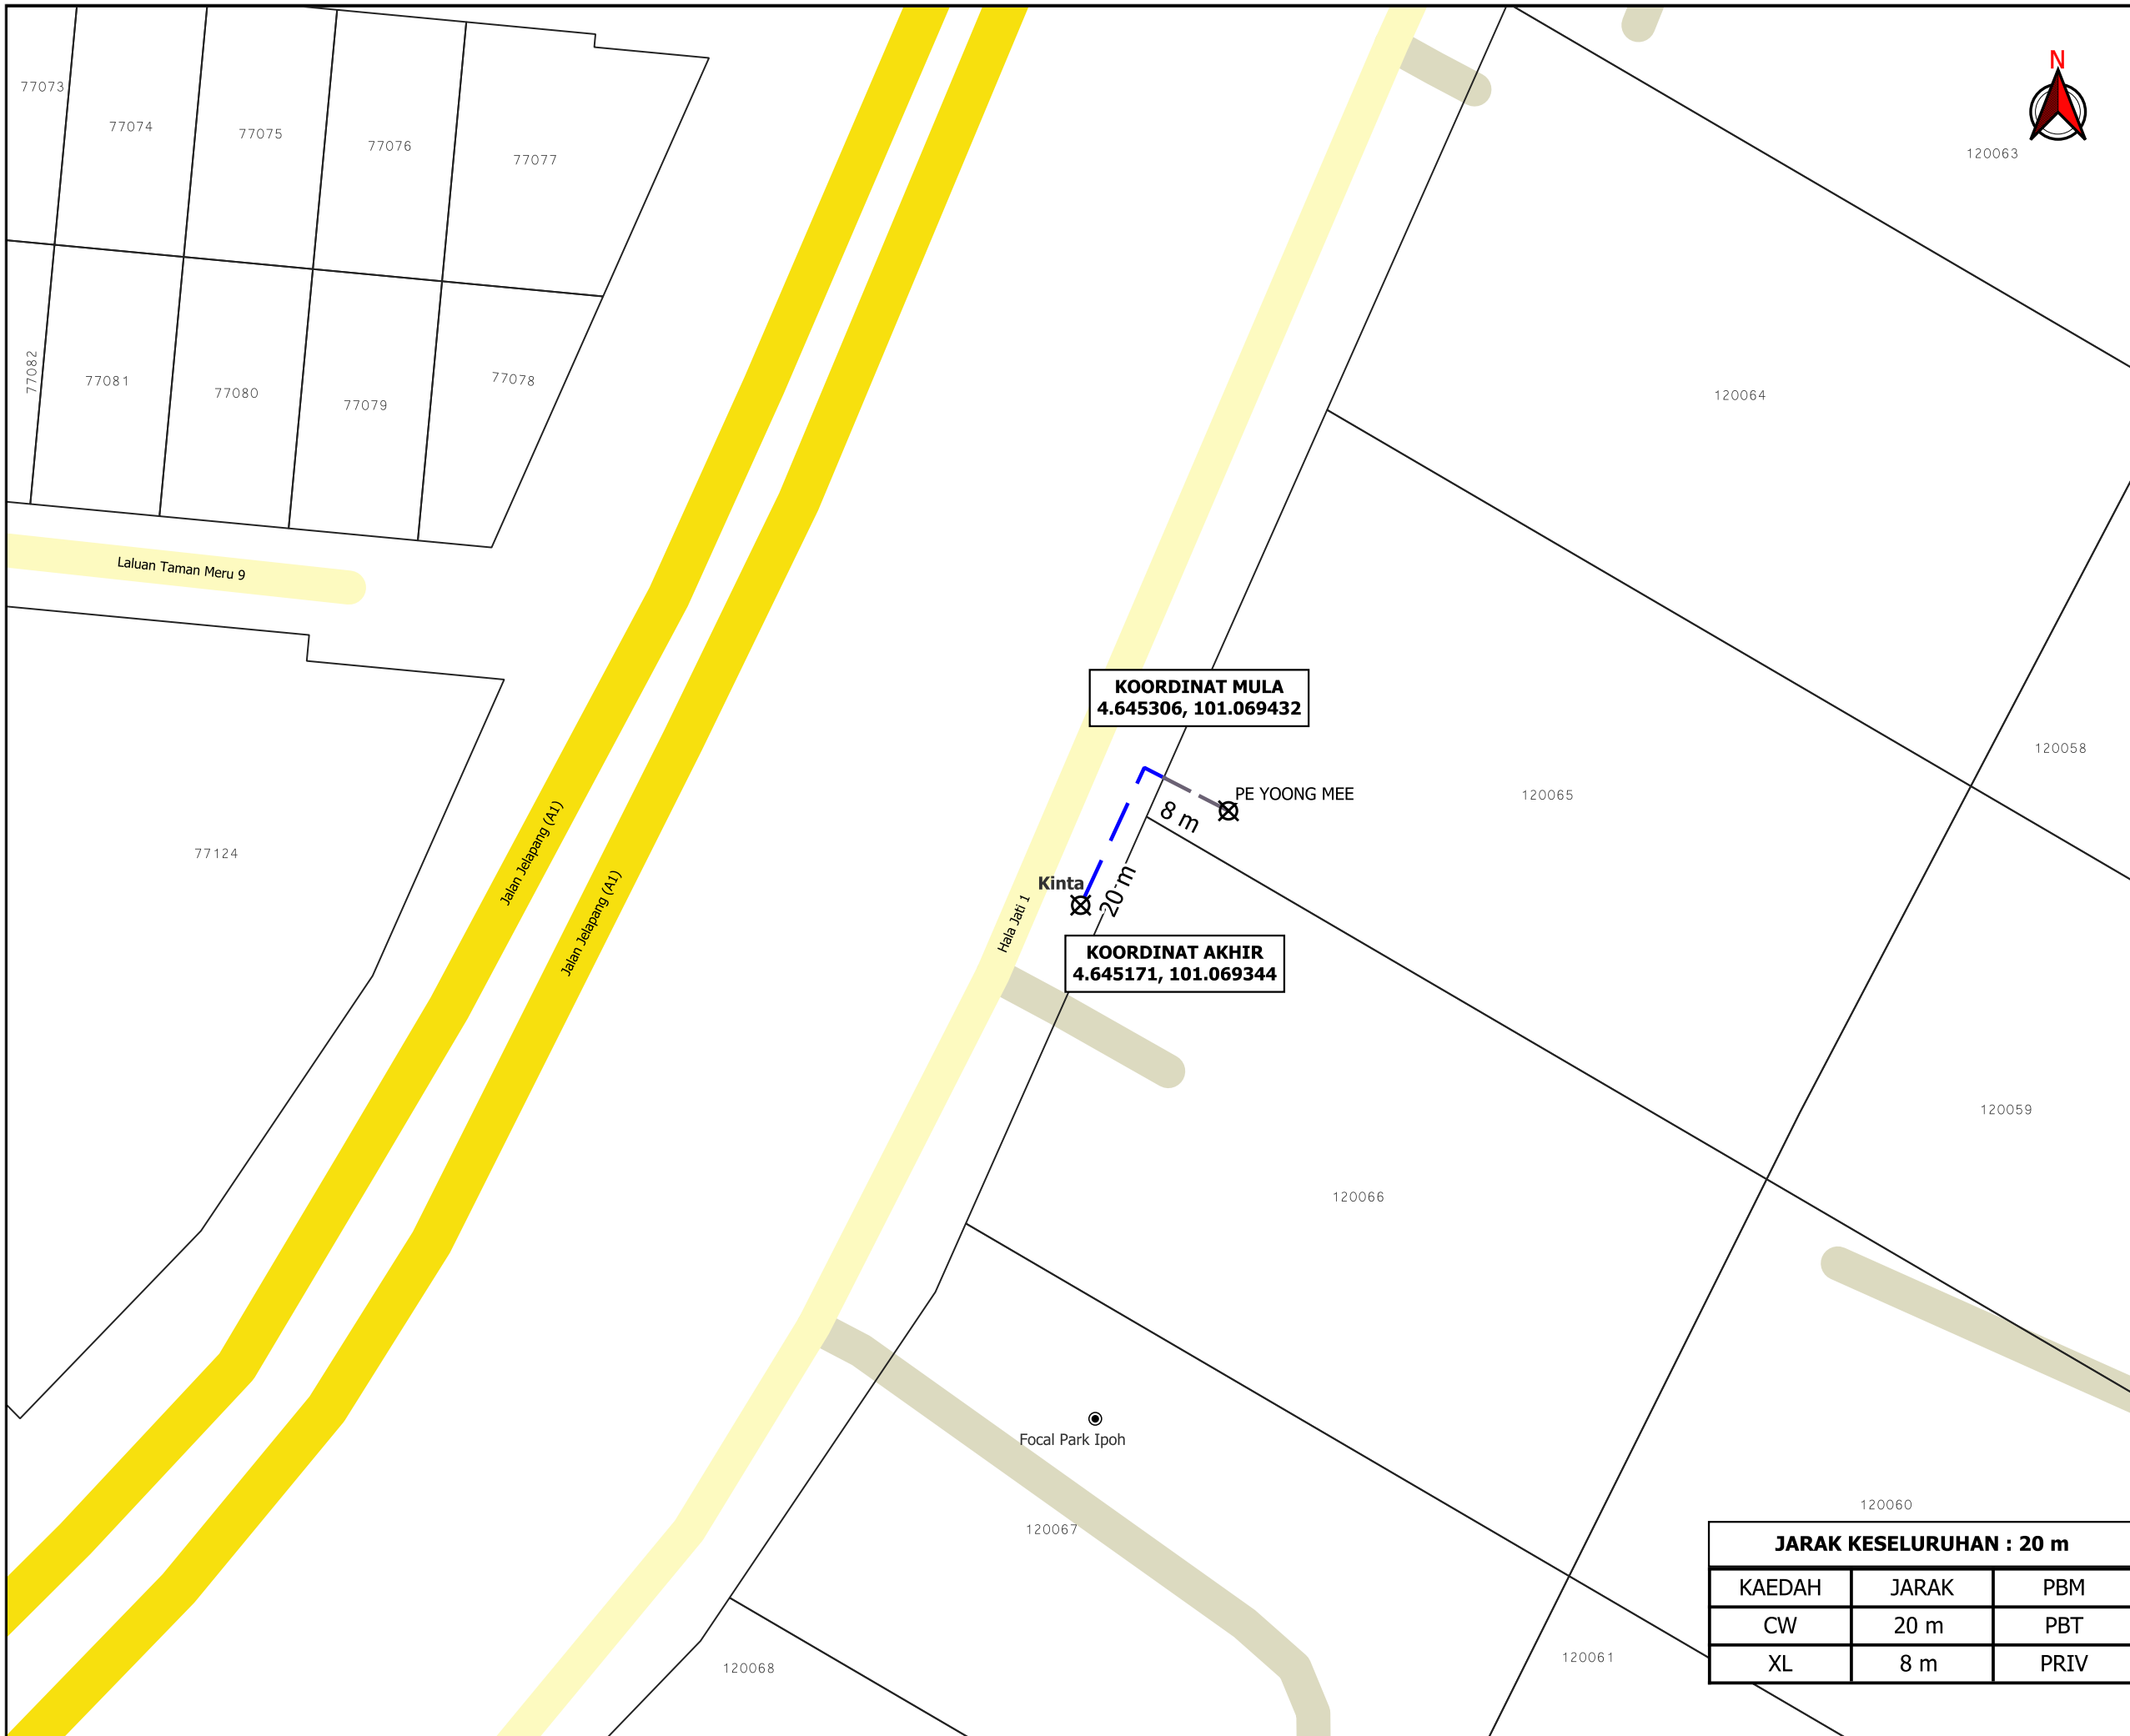 N
77073
77074
77075
77076
77077
120063
77082
77081
77080
77079
77078
120064
Laluan Taman Meru 9
KOORDINAT MULA
4.645306, 101.069432
120058
PE YOONG MEE
120065
8 m
77124
Jalan Jelapang (A1)
Jalan Jelapang (A1)
Kinta
20 m
Hala Jati 1
KOORDINAT AKHIR
4.645171, 101.069344
120059
120066
Focal Park Ipoh
120060
120067
JARAK KESELURUHAN : 20 m
KAEDAH JARAK PBM
CW 20 m PBT
XL 8 m PRIV
120061
120068